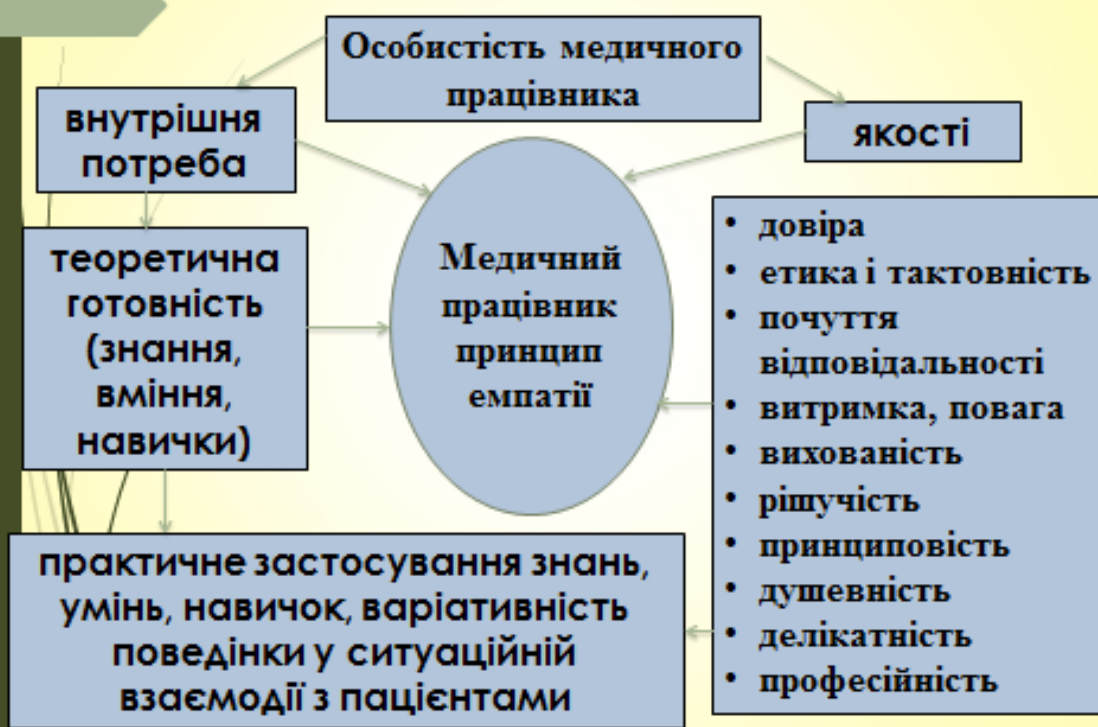 Особистість медичного
працівника
внутрішня
потреба
якості
теоретична
готовність
(знання,
вміння,
навички)
Медичний
працівник
принцип
емпатії
• довіра
• етика і тактовність
• почуття
відповідальності
• витримка, повага
• вихованість
• рішучість
• принциповість
• душевність
• делікатність
• професійність
практичне застосування знань,
умінь, навичок, варіативність
поведінки у ситуаційній
взаємодії з пацієнтами